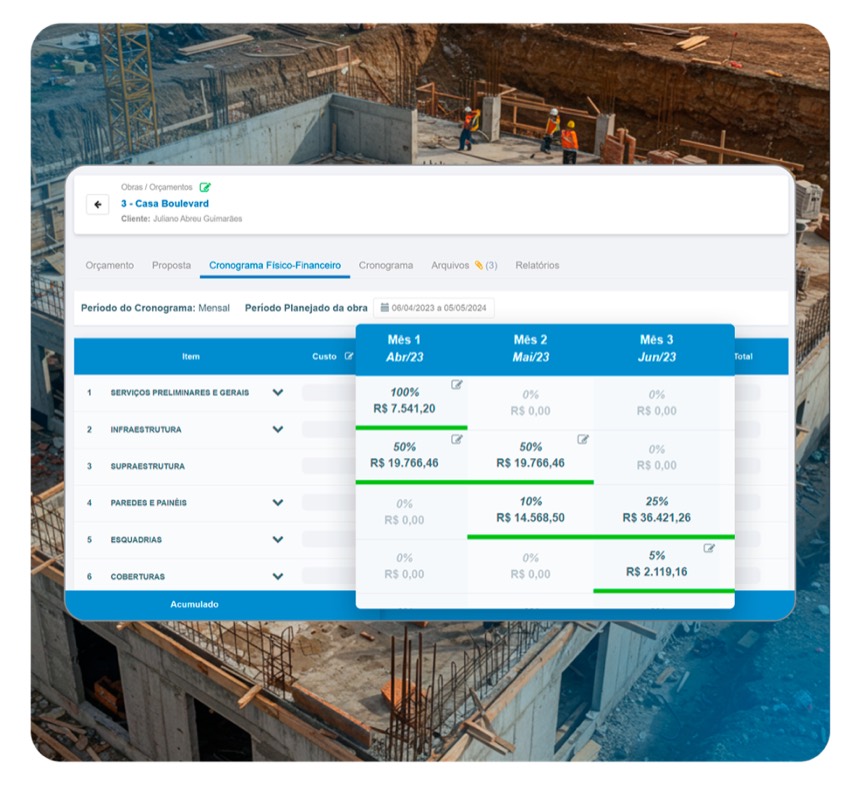 Obras / Orçamentos
3 - Casa Boulevard
Cliente: Juliano Abreu Guimarães
Orçamento Proposta Cronograma Físico-Financeiro Cronograma Arquivos (3) Relatórios
Período do Cronograma: Mensal Período Planejado da obra 06/04/2023 a 05/05/2024
Mês 1 Mês 2 Mês 3
Item Custo Abr/23 Mai/23 Jun/23 Total
100% 0% 0%
1 SERVIÇOS PRELIMINARES E GERAIS R$ 7.541,20 R$ 0,00 R$ 0,00
2 INFRAESTRUTURA
50% 50% 0%
R$ 19.766,46 R$ 19.766,46 R$ 0,00
3 SUPRAESTRUTURA
4 PAREDES E PAINÉIS 0% 10% 25%
R$ 0,00 R$ 14.568,50 R$ 36.421,26
5 ESQUADRIAS
0% 0% 5%
6 COBERTURAS R$ 0,00 R$ 0,00 R$ 2.119,16
Acumulado